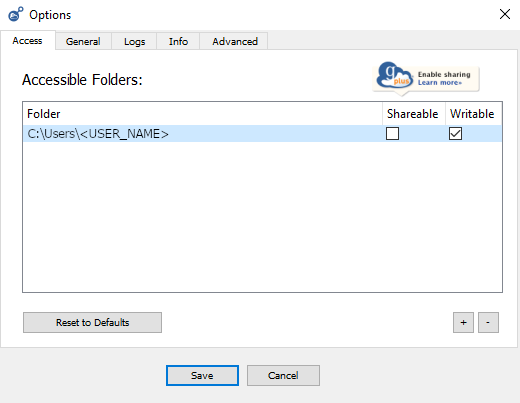 Options
Access General Logs Info Advanced
Accessible Folders:
g
plus
Enable sharing
Learn more»
Folder Shareable Writable
C:\Users\<USER_NAME>
Reset to Defaults + -
Save Cancel